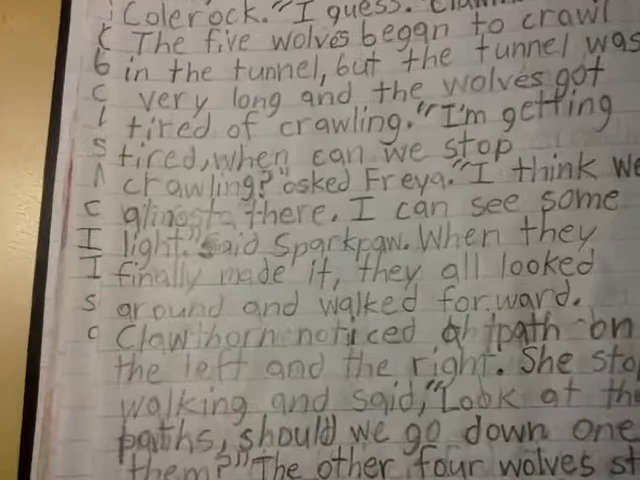 Colerock. "I guess.
The five wolves began to crawl
in the tunnel, but the tunnel was
very long and the wolves got
tired of crawling. "I'm getting
tired, when can we stop
crawling?" asked Freya. "I think we
almost there. I can see some
light." Said Sparkpaw. When they
finally made it, they all looked
around and walked forward.
Clawthorn noticed path on
the left and the right. She sto
walking and said, "Look at the
paths, should we go down one
them?" The other four wolves st